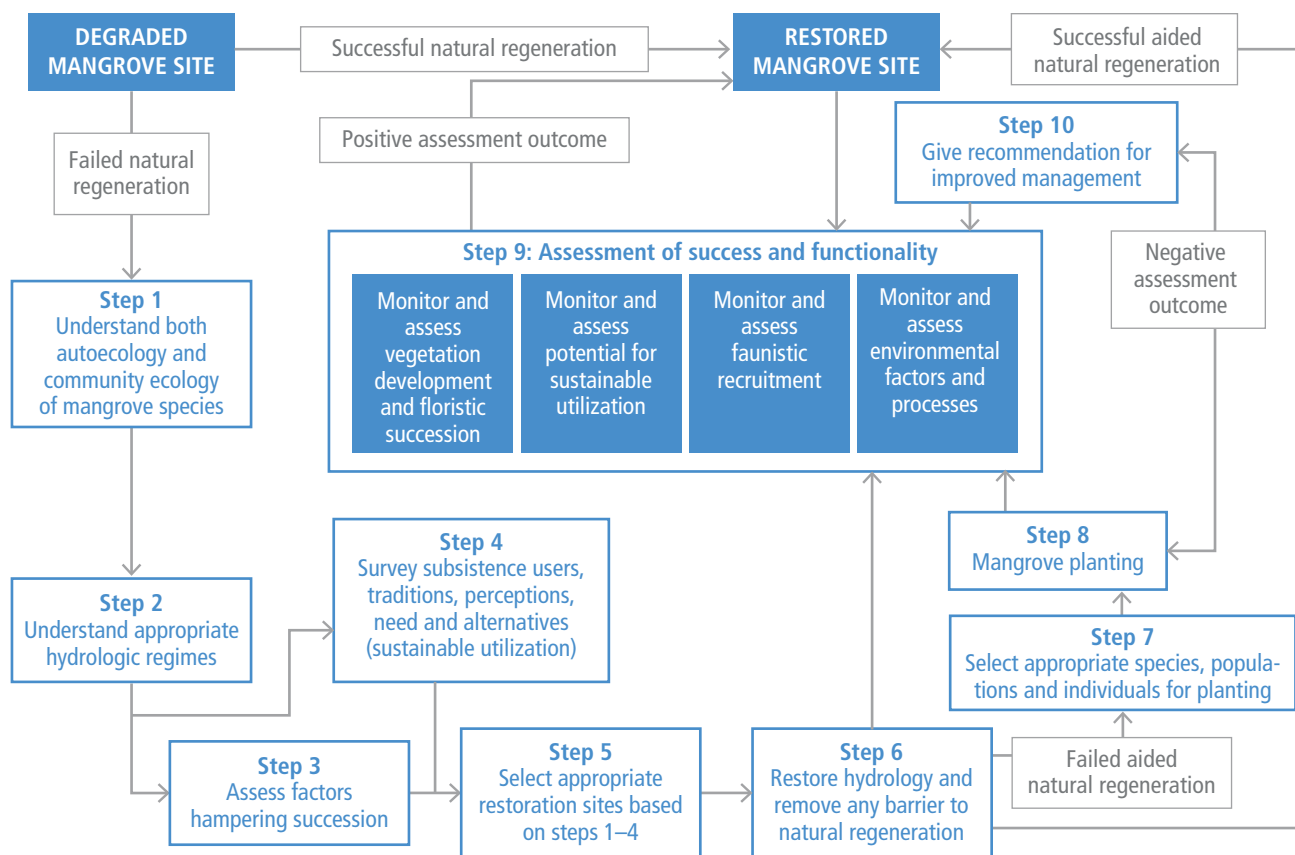 DEGRADED
MANGROVE SITE
Successful natural regeneration
RESTORED
MANGROVE SITE
Successful aided
natural regeneration
Positive assessment outcome
Failed natural
regeneration
Step 10
Give recommendation for
improved management
Negative
assessment
outcome
Step 9: Assessment of success and functionality
Monitor and
assess
vegetation
development
and floristic
succession
Monitor and
assess
potential for
sustainable
utilization
Monitor and
assess
faunistic
recruitment
Monitor and
assess
environmental
factors and
processes
Step 1
Understand both
autoecology and
community ecology
of mangrove species
Step 2
Understand appropriate
hydrologic regimes
Step 4
Survey subsistence users,
traditions, perceptions,
need and alternatives
(sustainable utilization)
Step 8
Mangrove planting
Step 7
Select appropriate species, popula-
tions and individuals for planting
Step 3
Assess factors
hampering succession
Step 5
Select appropriate
restoration sites based
on steps 1–4
Step 6
Restore hydrology and
remove any barrier to
natural regeneration
Failed aided
natural regeneration